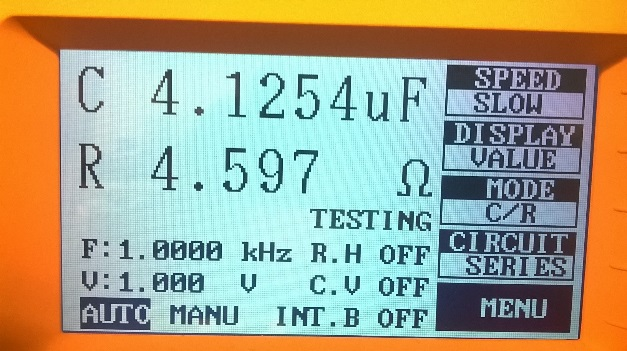 C 4.1254uF
R 4.597 Ω
TESTING
F:1.0000 kHz R.H OFF
V:1.000 V C.V OFF
AUTO MANU INT.B OFF
SPEED
SLOW
DISPLAY
VALUE
MODE
C/R
CIRCUIT
SERIES
MENU